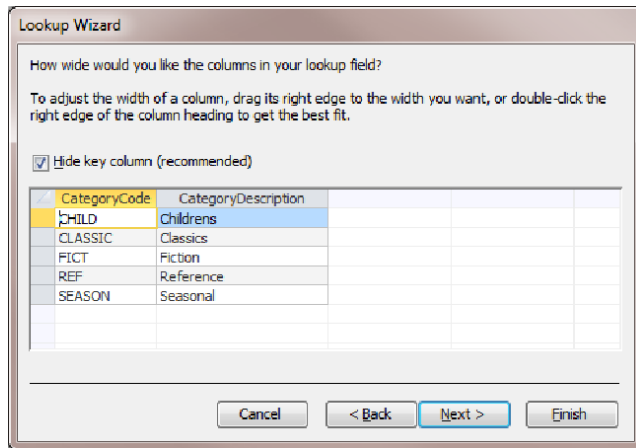 Lookup Wizard
How wide would you like the columns in your lookup field?
To adjust the width of a column, drag its right edge to the width you want, or double-click the
right edge of the column heading to get the best fit.
Hide key column (recommended)
CategoryCode CategoryDescription
CHILD Childrens
CLASSIC Classics
FICT Fiction
REF Reference
SEASON Seasonal
Cancel < Back Next > Finish